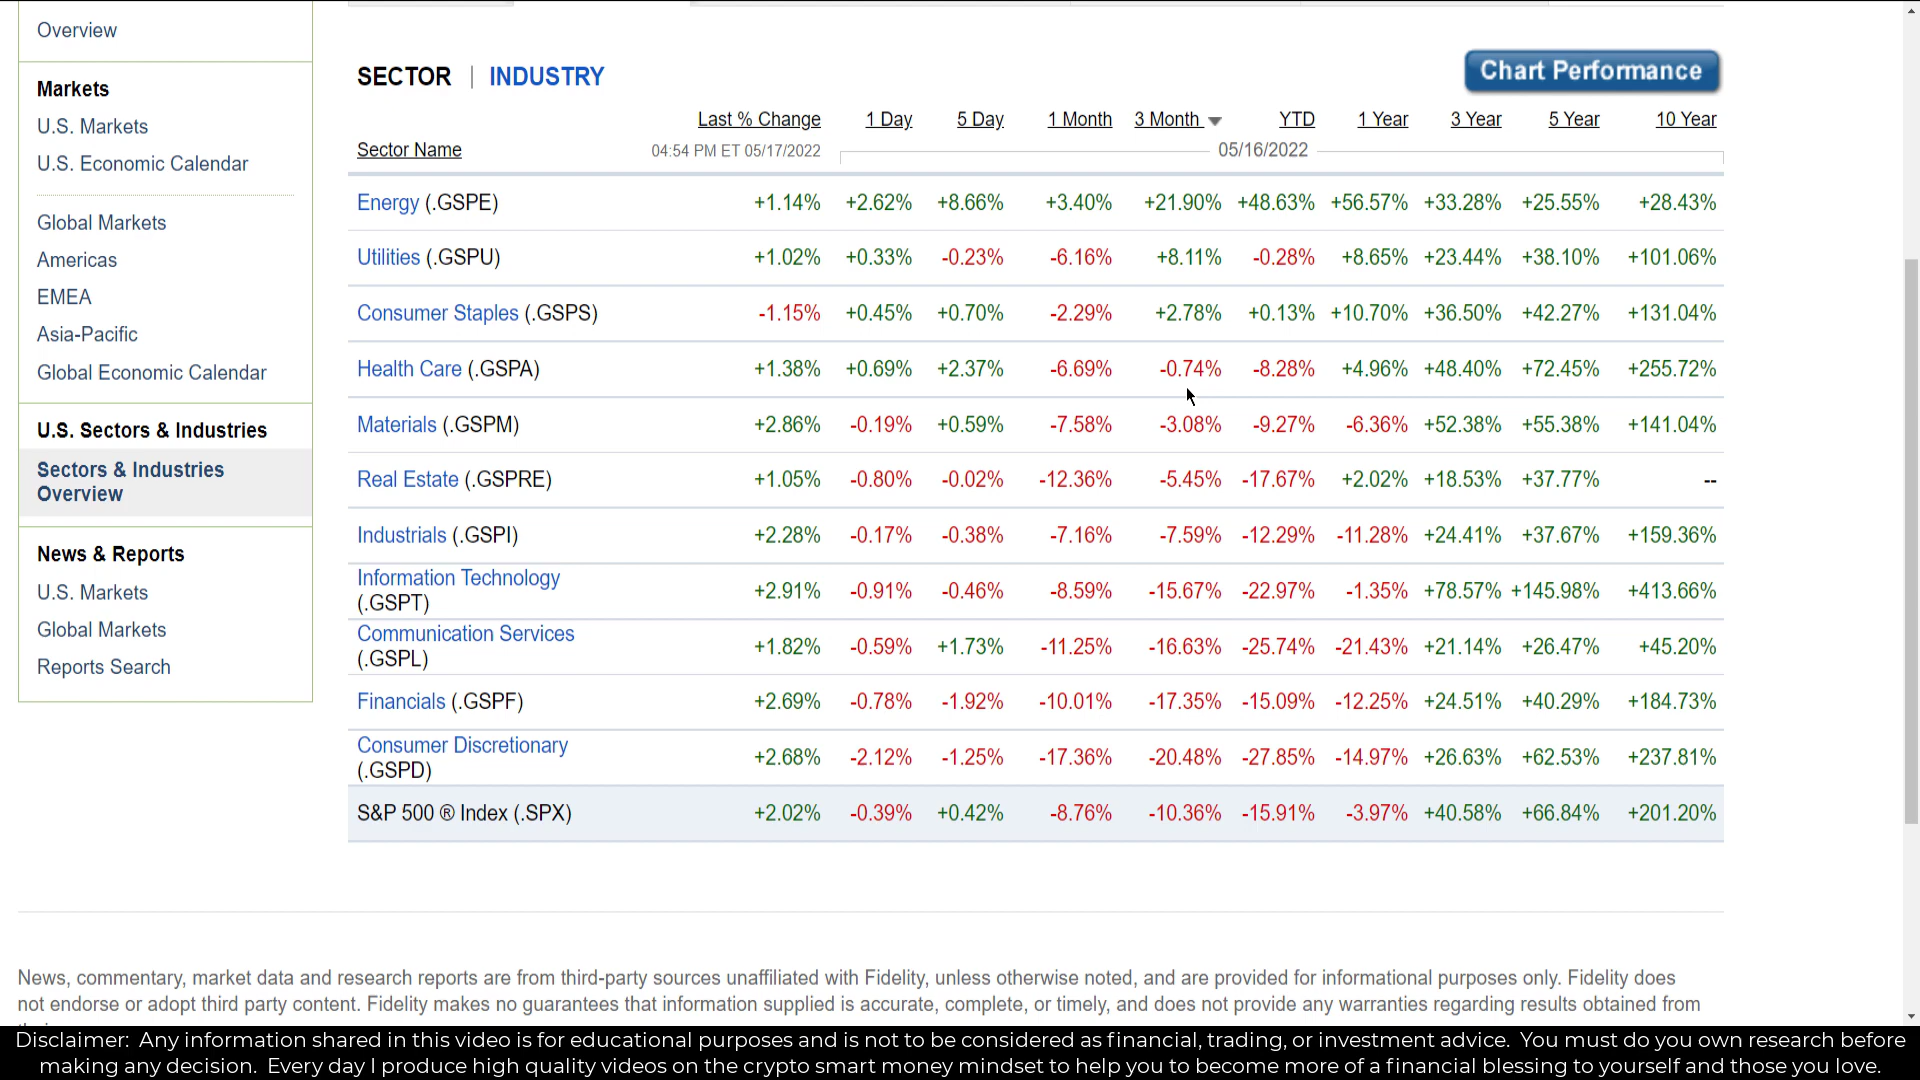 Overview
Markets
U.S. Markets
U.S. Economic Calendar
Global Markets
Americas
EMEA
Asia-Pacific
Global Economic Calendar
U.S. Sectors & Industries
Sectors & Industries
Overview
News & Reports
U.S. Markets
Global Markets
Reports Search
SECTOR | INDUSTRY
Chart Performance
Last % Change 1 Day 5 Day 1 Month 3 Month YTD 1 Year 3 Year 5 Year 10 Year
Sector Name 04:54 PM ET 05/17/2022 05/16/2022
Energy (.GSPE) +1.14% +2.62% +8.66% +3.40% +21.90% +48.63% +56.57% +33.28% +25.55% +28.43%
Utilities (.GSPU) +1.02% +0.33% -0.23% -6.16% +8.11% -0.28% +8.65% +23.44% +38.10% +101.06%
Consumer Staples (.GSPS) -1.15% +0.45% +0.70% -2.29% +2.78% +0.13% +10.70% +36.50% +42.27% +131.04%
Health Care (.GSPA) +1.38% +0.69% +2.37% -6.69% -0.74% -8.28% +4.96% +48.40% +72.45% +255.72%
Materials (.GSPM) +2.86% -0.19% +0.59% -7.58% -3.08% -9.27% -6.36% +52.38% +55.38% +141.04%
Real Estate (.GSPRE) +1.05% -0.80% -0.02% -12.36% -5.45% -17.67% +2.02% +18.53% +37.77% --
Industrials (.GSPI) +2.28% -0.17% -0.38% -7.16% -7.59% -12.29% -11.28% +24.41% +37.67% +159.36%
Information Technology
(.GSPT) +2.91% -0.91% -0.46% -8.59% -15.67% -22.97% -1.35% +78.57% +145.98% +413.66%
Communication Services
(.GSPL) +1.82% -0.59% +1.73% -11.25% -16.63% -25.74% -21.43% +21.14% +26.47% +45.20%
Financials (.GSPF) +2.69% -0.78% -1.92% -10.01% -17.35% -15.09% -12.25% +24.51% +40.29% +184.73%
Consumer Discretionary
(.GSPD) +2.68% -2.12% -1.25% -17.36% -20.48% -27.85% -14.97% +26.63% +62.53% +237.81%
S&P 500 ® Index (.SPX) +2.02% -0.39% +0.42% -8.76% -10.36% -15.91% -3.97% +40.58% +66.84% +201.20%
News, commentary, market data and research reports are from third-party sources unaffiliated with Fidelity, unless otherwise noted, and are provided for informational purposes only. Fidelity does
not endorse or adopt third party content. Fidelity makes no guarantees that information supplied is accurate, complete, or timely, and does not provide any warranties regarding results obtained from
Disclaimer: Any information shared in this video is for educational purposes and is not to be considered as financial, trading, or investment advice. You must do you own research before
making any decision. Every day I produce high quality videos on the crypto smart money mindset to help you to become more of a financial blessing to yourself and those you love.